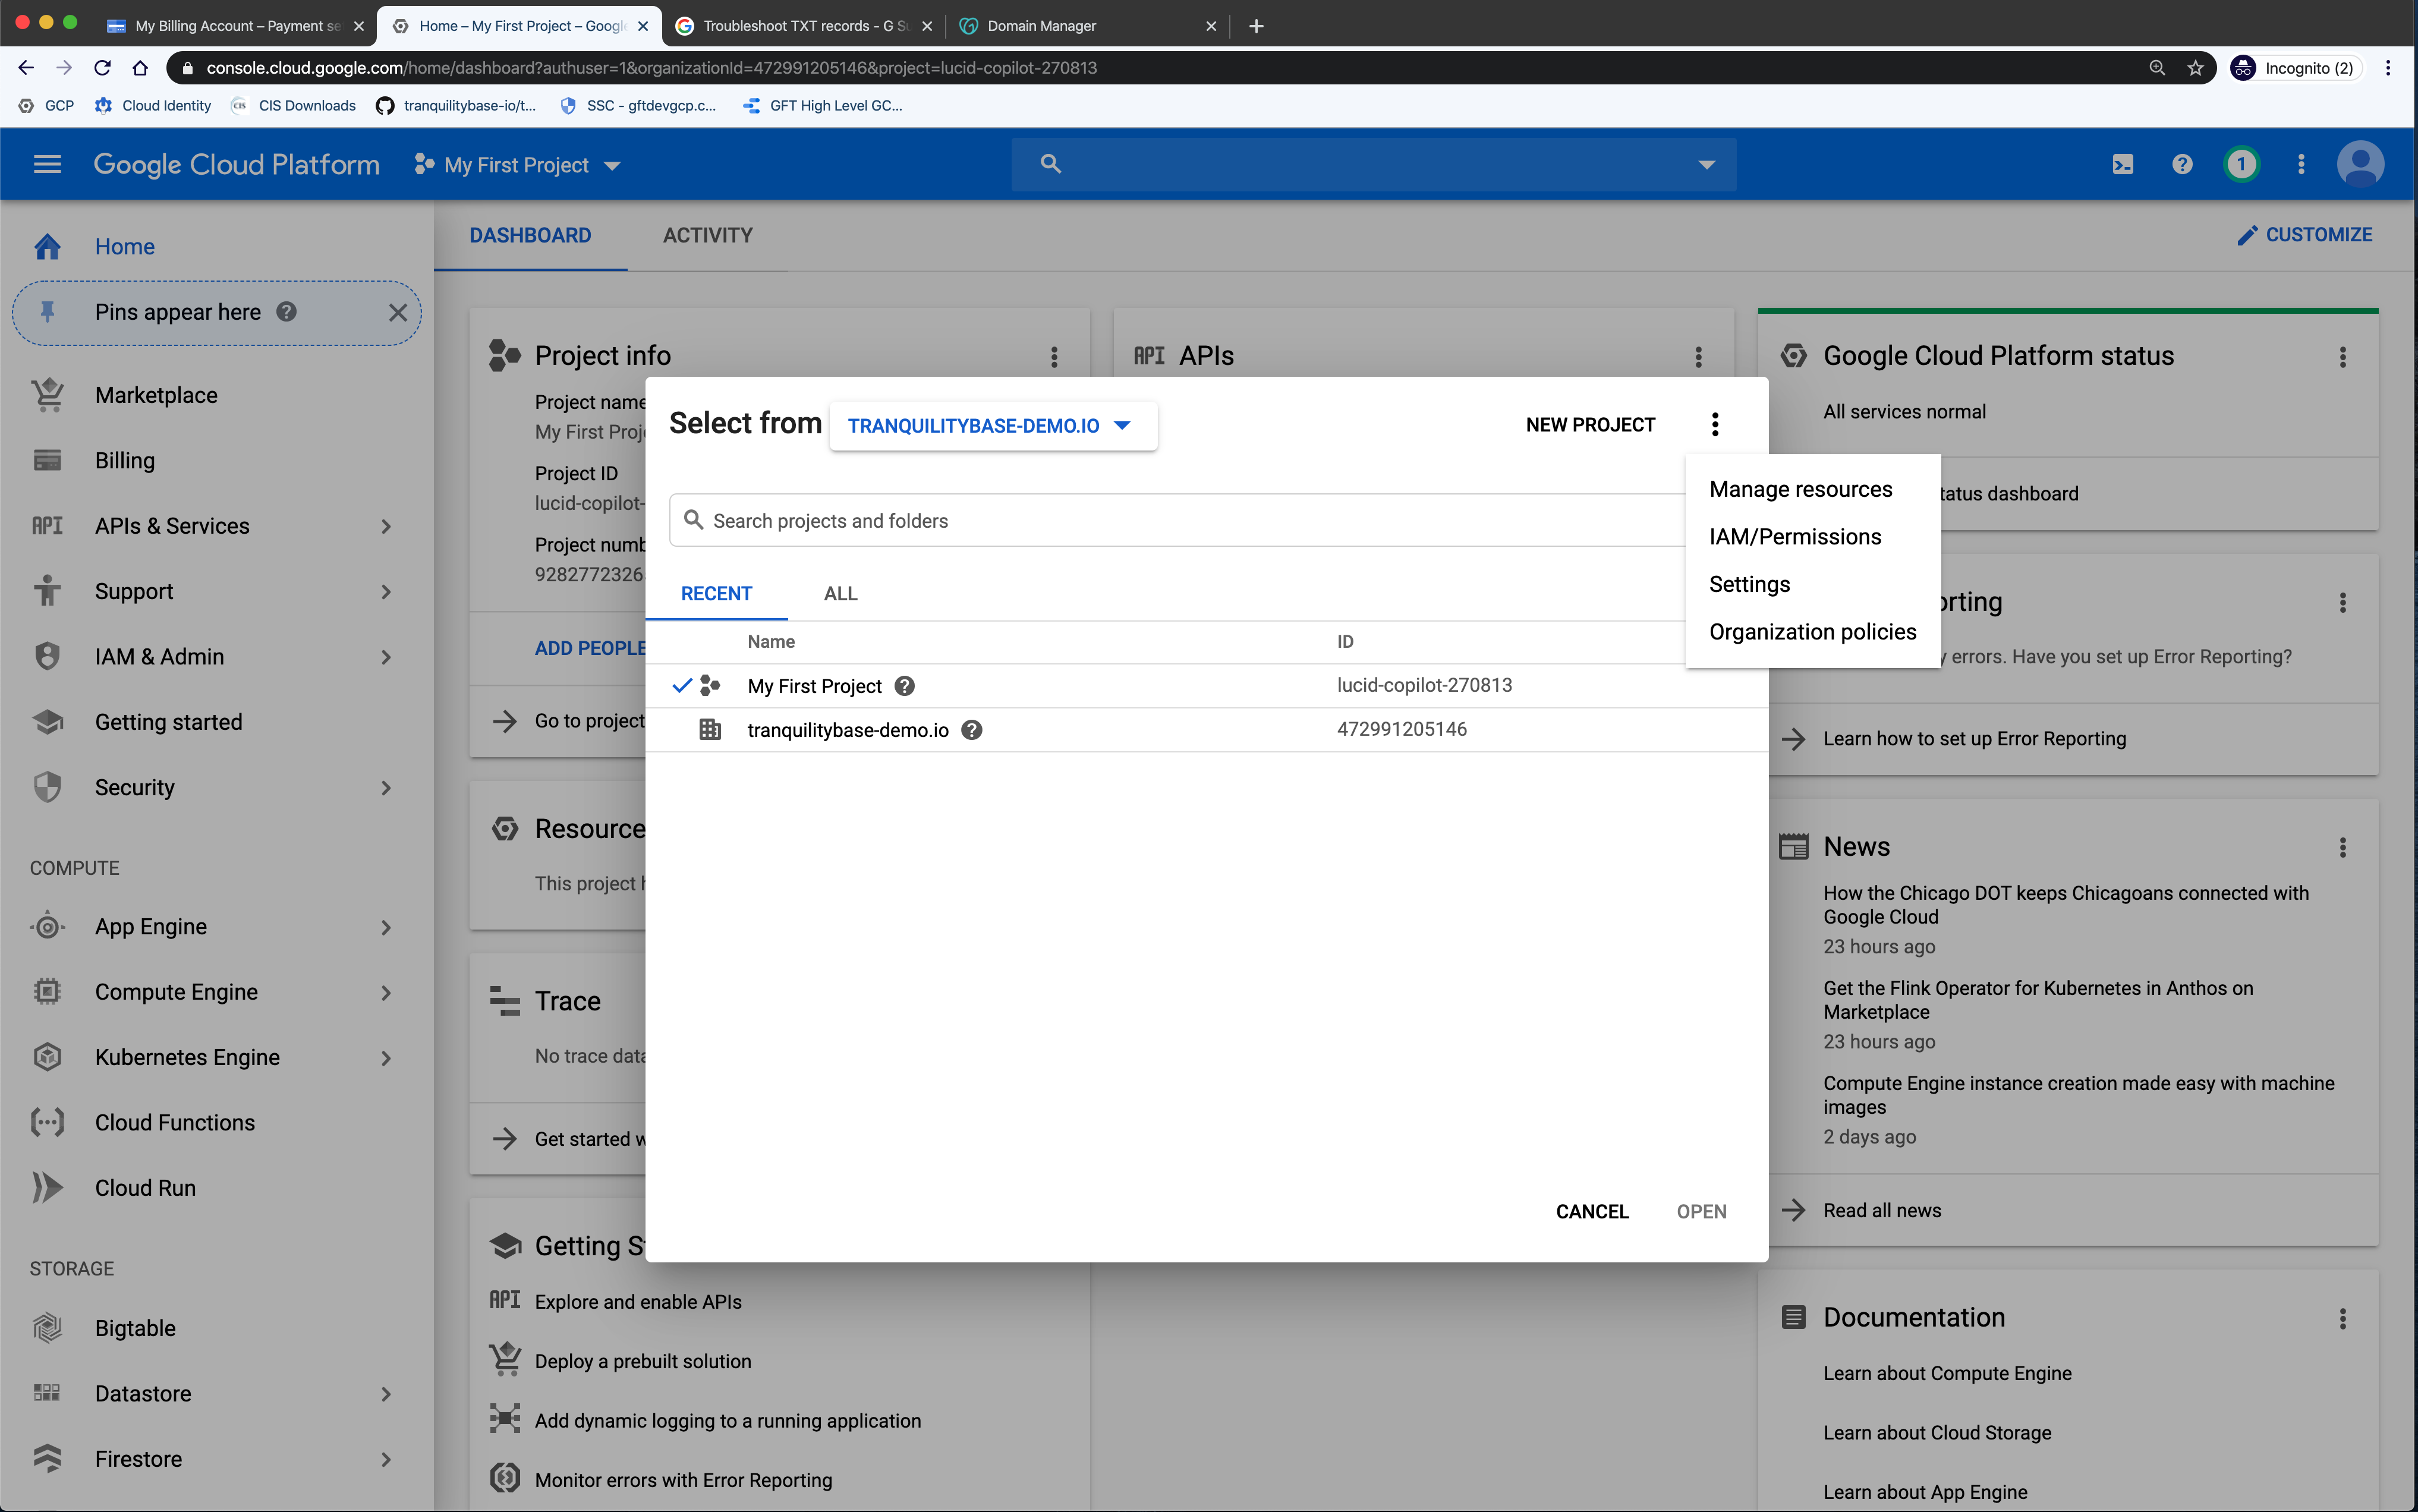 My Billing Account – Payment se
Home – My First Project – Google
Troubleshoot TXT records - G Su
Domain Manager
console.cloud.google.com/home/dashboard?authuser=1&organizationId=472991205146&project=lucid-copilot-270813
Incognito (2)
GCP
Cloud Identity
CIS Downloads
tranquilitybase-io/t...
SSC - gftdevgcp.c...
GFT High Level GC...
Google Cloud Platform
My First Project
1
Home
Pins appear here
Marketplace
Billing
API APIs & Services
Support
IAM & Admin
Getting started
Security
COMPUTE
App Engine
Compute Engine
Kubernetes Engine
Cloud Functions
Cloud Run
STORAGE
Bigtable
Datastore
Firestore
DASHBOARD
ACTIVITY
CUSTOMIZE
Project info
Project name
My First Proj
Project ID
lucid-copilot-
Project numb
9282772326
ADD PEOPLE
Go to project
Resource
This project h
Trace
No trace data
Get started w
Getting S
API Explore and enable APIs
Deploy a prebuilt solution
Add dynamic logging to a running application
Monitor errors with Error Reporting
API APIs
Select from
TRANQUILITYBASE-DEMO.IO
NEW PROJECT
Manage resources
IAM/Permissions
Settings
Organization policies
Search projects and folders
RECENT
ALL
Name
ID
My First Project
lucid-copilot-270813
tranquilitybase-demo.io
472991205146
CANCEL
OPEN
Google Cloud Platform status
All services normal
tatus dashboard
orting
y errors. Have you set up Error Reporting?
Learn how to set up Error Reporting
News
How the Chicago DOT keeps Chicagoans connected with
Google Cloud
23 hours ago
Get the Flink Operator for Kubernetes in Anthos on
Marketplace
23 hours ago
Compute Engine instance creation made easy with machine
images
2 days ago
Read all news
Documentation
Learn about Compute Engine
Learn about Cloud Storage
Learn about App Engine